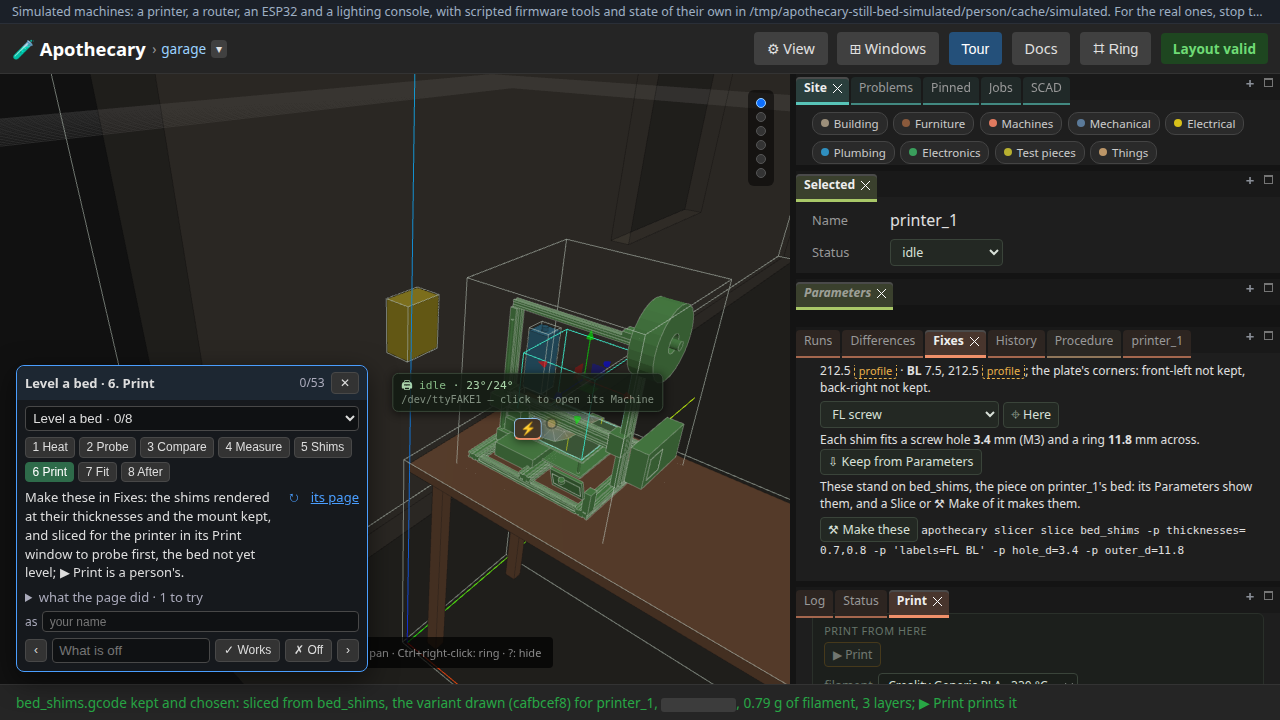 Simulated machines: a printer, a router, an ESP32 and a lighting console, with scripted firmware tools and state of their own in /tmp/apothecary-still-bed-simulated/person/cache/simulated. For the real ones, stop t...
Apothecary › garage ▾
⚙ View
⊞ Windows
Tour
Docs
⌗ Ring
Layout valid
Site
Problems
Pinned
Jobs
SCAD
Building
Furniture
Machines
Mechanical
Electrical
Plumbing
Electronics
Test pieces
Things
Selected
Name printer_1
Status idle
Parameters
Runs
Differences
Fixes
History
Procedure
printer_1
212.5 profile · BL 7.5, 212.5 profile; the plate's corners: front-left not kept,
back-right not kept.
FL screw
⌖ Here
Each shim fits a screw hole 3.4 mm (M3) and a ring 11.8 mm across.
⇩ Keep from Parameters
These stand on bed_shims, the piece on printer_1's bed: its Parameters show
them, and a Slice or ⚒ Make of it makes them.
⚒ Make these apothecary slicer slice bed_shims -p thicknesses=
0.7,0.8 -p 'labels=FL BL' -p hole_d=3.4 -p outer_d=11.8
Log
Status
Print
PRINT FROM HERE
▶ Print
idle · 23°/24°
/dev/ttyFAKE1 — click to open its Machine
Level a bed · 6. Print 0/53
Level a bed · 0/8
1 Heat
2 Probe
3 Compare
4 Measure
5 Shims
6 Print
7 Fit
8 After
Make these in Fixes: the shims rendered ↻ its page
at their thicknesses and the mount kept,
and sliced for the printer in its Print
window to probe first, the bed not yet
level; ▶ Print is a person's.
▶ what the page did · 1 to try
as your name
‹ What is off ✓ Works ✗ Off ›
pan · Ctrl+right-click: ring · ?: hide
bed_shims.gcode kept and chosen: sliced from bed_shims, the variant drawn (cafbcef8) for printer_1, , 0.79 g of filament, 3 layers; ▶ Print prints it